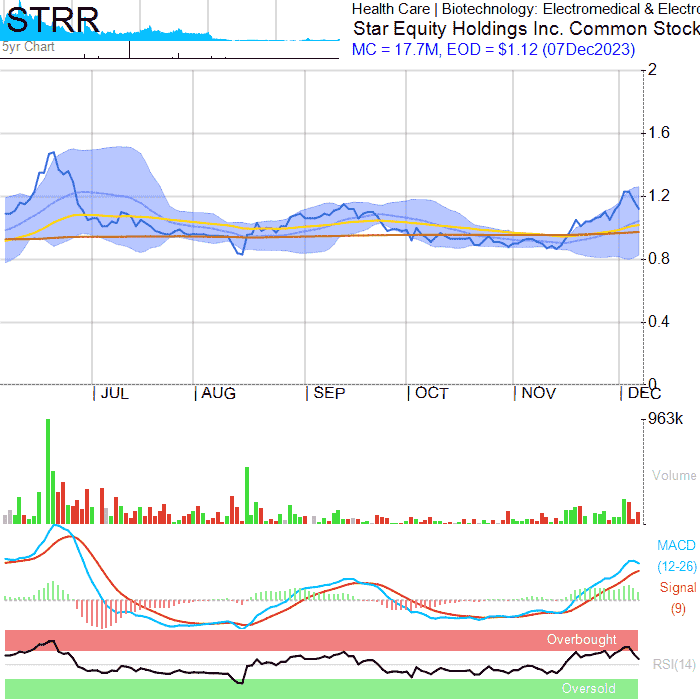 STRR
5yr Chart
Health Care | Biotechnology: Electromedical & Electro
Star Equity Holdings Inc. Common Stock
MC = 17.7M, EOD = $1.12 (07Dec2023)
2
1.6
1.2
0.8
0.4
0
JUL
AUG
SEP
OCT
NOV
DEC
963k
Volume
MACD
(12-26)
Signal
(9)
Overbought
RSI(14)
Oversold